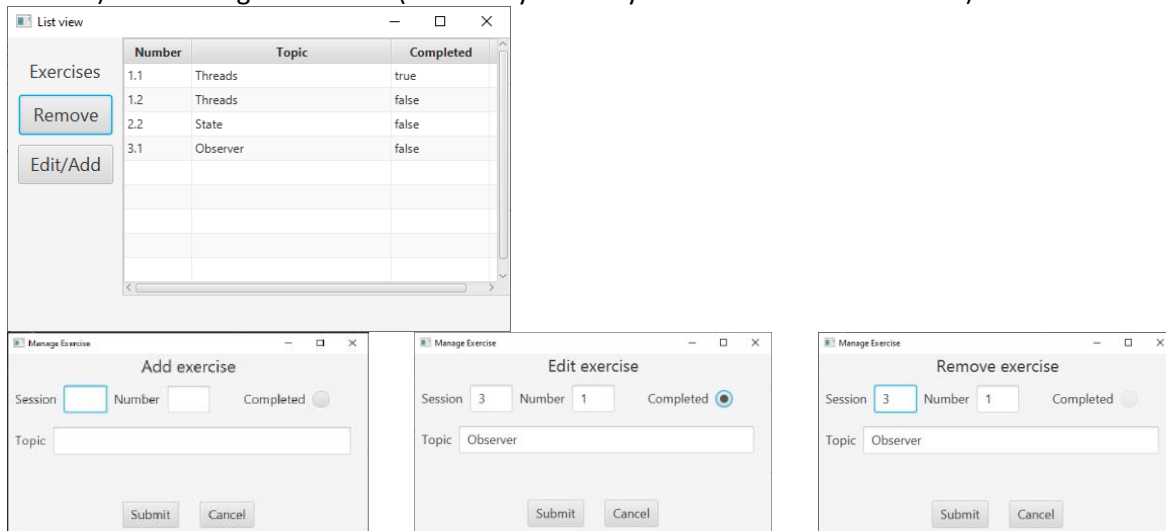 List view
Number Topic Completed
Exercises
1.1 Threads true
1.2 Threads false
Remove
2.2 State false
3.1 Observer false
Edit/Add
Manage Exercise
Add exercise
Session Number Completed
Topic
Submit Cancel
Manage Exercise
Edit exercise
Session 3 Number 1 Completed
Topic Observer
Submit Cancel
Manage Exercise
Remove exercise
Session 3 Number 1 Completed
Topic Observer
Submit Cancel